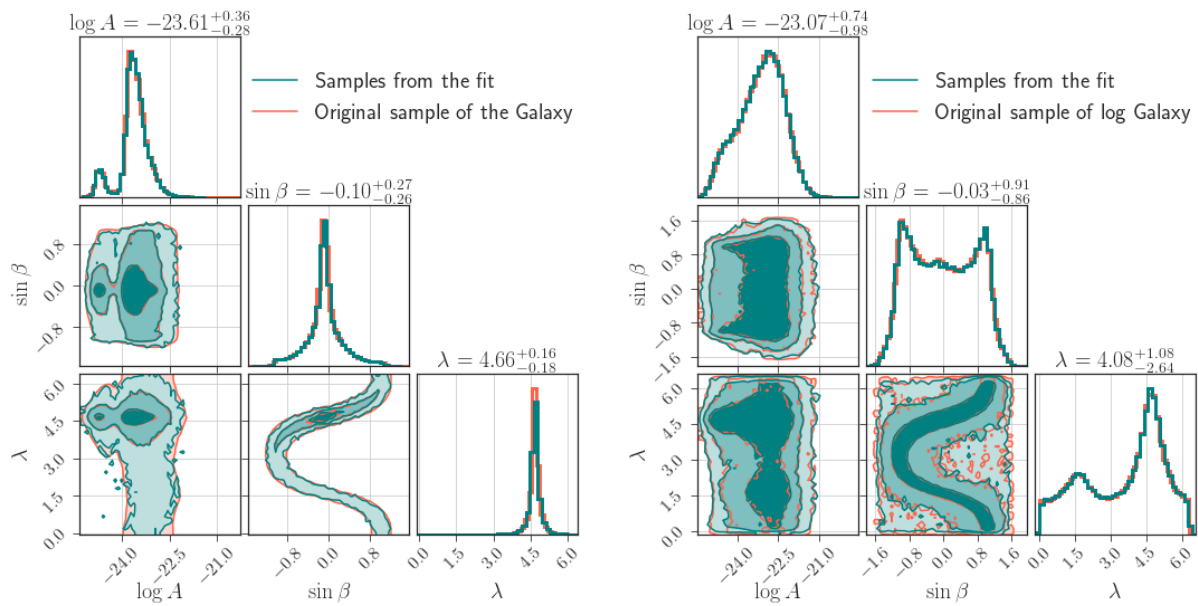 log A = −23.61+0.36 −0.28
Samples from the fit
Original sample of the Galaxy
sin β = −0.10+0.27 −0.26
λ = 4.66+0.16 −0.18
sin β
0.8
0.0
−0.8
λ
6.0
4.5
3.0
1.5
0.0
−24.0 −22.5 −21.0
log A
−0.8 0.0 0.8
sin β
0.0 1.5 3.0 4.5 6.0
λ
log A = −23.07+0.74 −0.98
Samples from the fit
Original sample of log Galaxy
sin β = −0.03+0.91 −0.86
λ = 4.08+1.08 −2.64
sin β
1.6
0.8
0.0
−0.8
−1.6
λ
6.0
4.5
3.0
1.5
0.0
−24.0 −22.5 −21.0
log A
−1.6 −0.8 0.0 0.8 1.6
sin β
0.0 1.5 3.0 4.5 6.0
λ